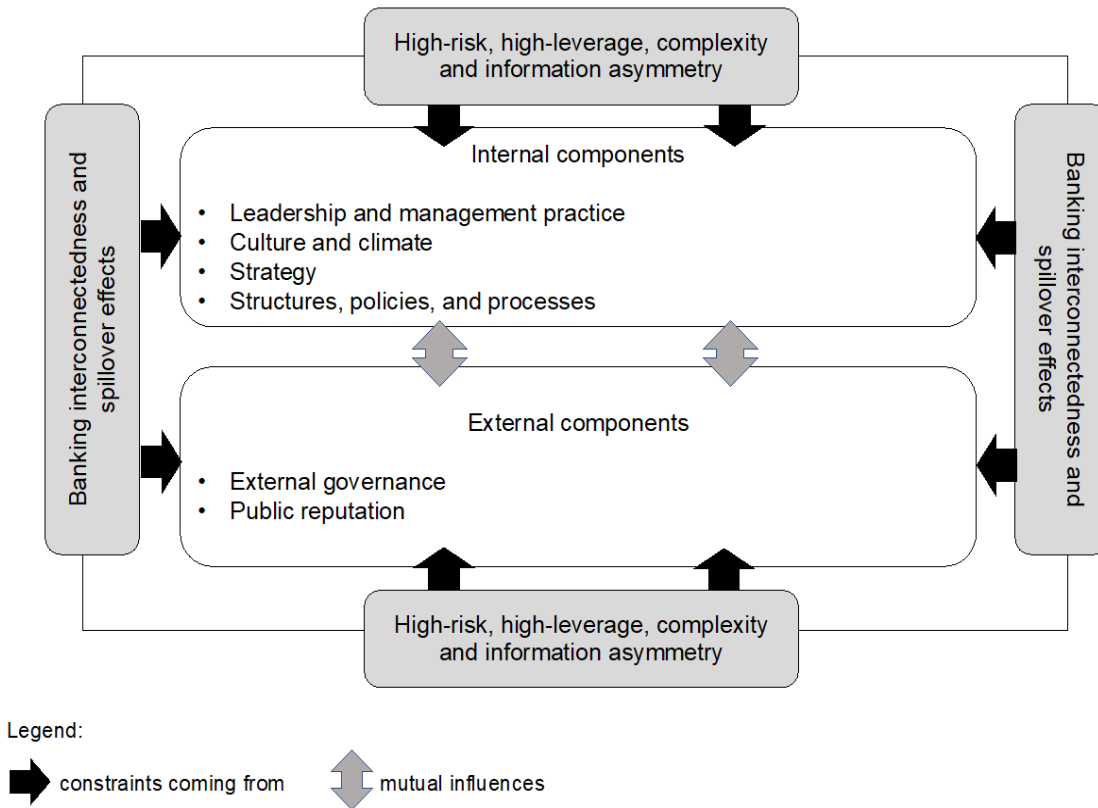 High-risk, high-leverage, complexity
and information asymmetry
Banking interconnectedness and
spillover effects
Internal components
• Leadership and management practice
• Culture and climate
• Strategy
• Structures, policies, and processes
External components
• External governance
• Public reputation
Banking interconnectedness and
spillover effects
High-risk, high-leverage, complexity
and information asymmetry
Legend:
constraints coming from
mutual influences